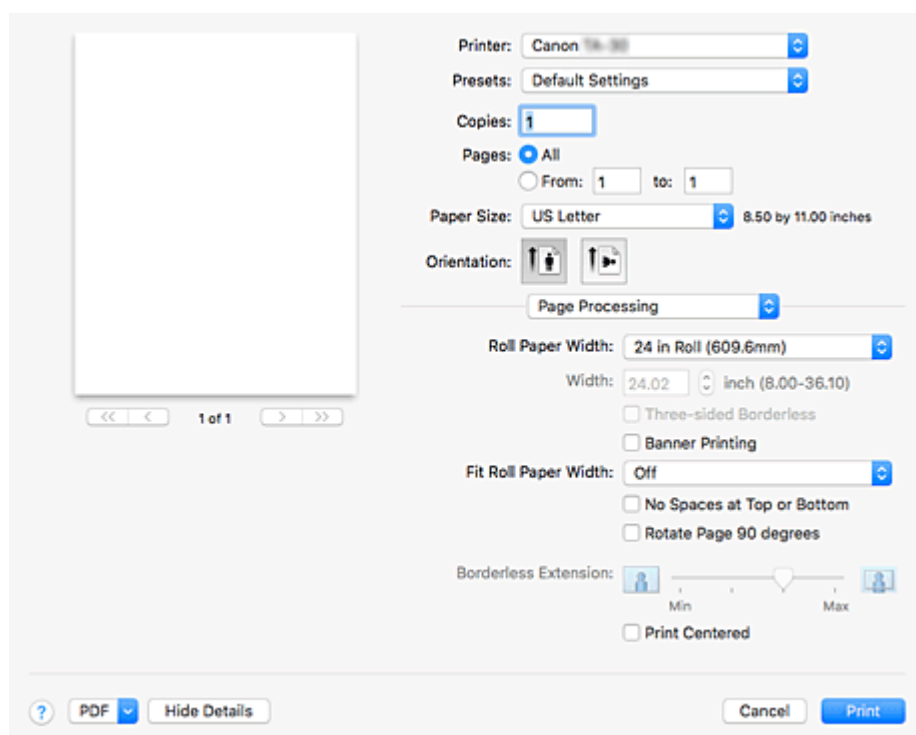 Printer: Canon
Presets: Default Settings
Copies: 1
Pages: All
From: 1 to: 1
Paper Size: US Letter 8.50 by 11.00 inches
Orientation:
Page Processing
Roll Paper Width: 24 in Roll (609.6mm)
Width: 24.02 inch (8.00-36.10)
Three-sided Borderless
1 of 1
Banner Printing
Fit Roll Paper Width: Off
No Spaces at Top or Bottom
Rotate Page 90 degrees
Borderless Extension:
Min Max
Print Centered
? PDF Hide Details Cancel Print